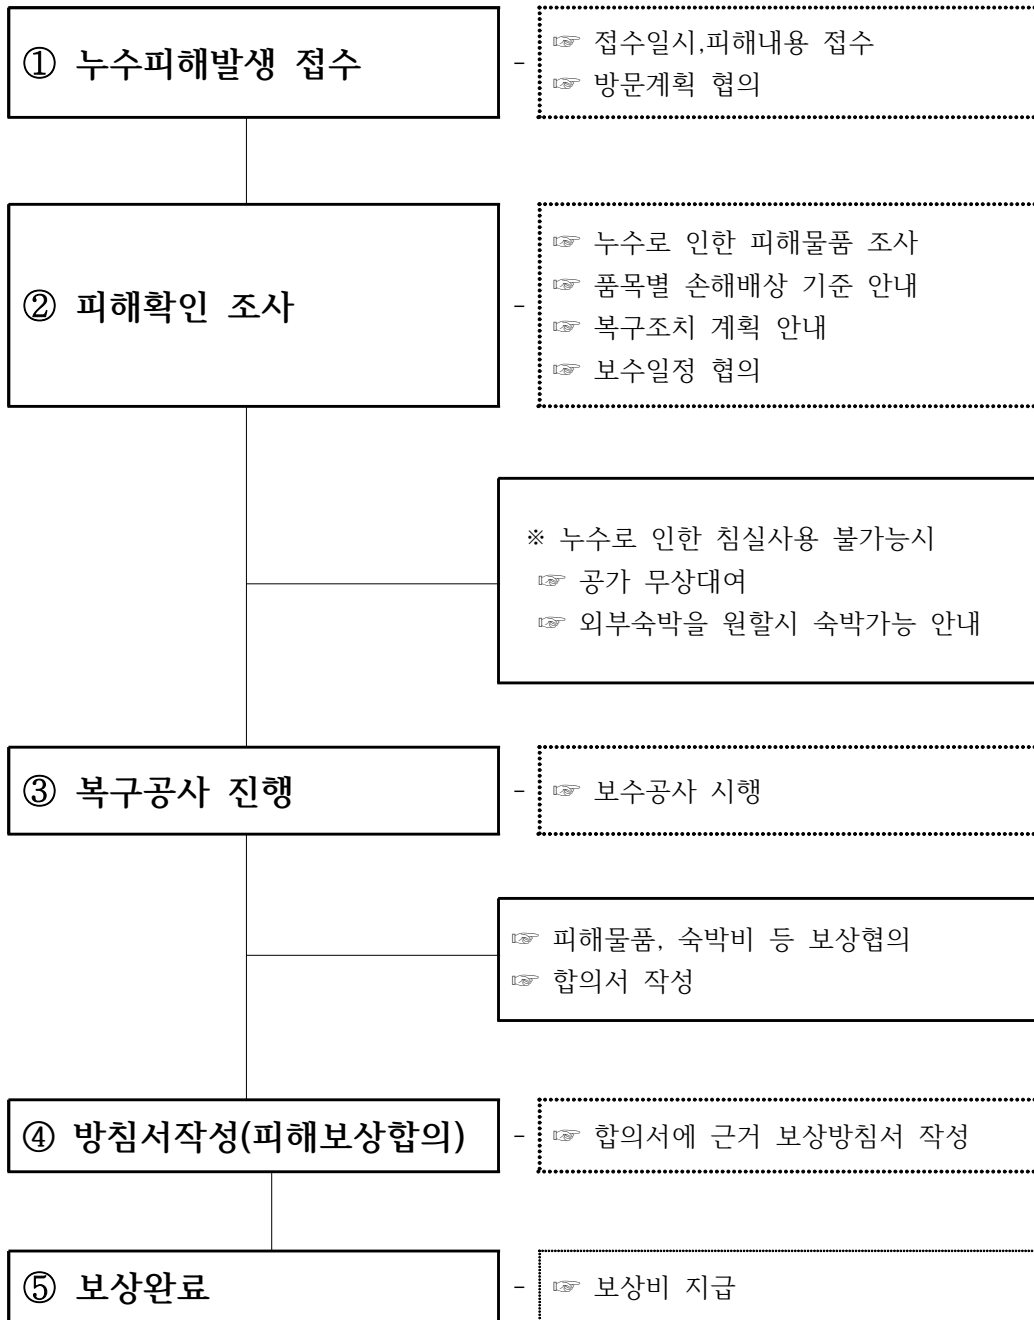 ① 누수피해발생 접수
-
☞ 접수일시,피해내용 접수
☞ 방문계획 협의
② 피해확인 조사
-
☞ 누수로 인한 피해물품 조사
☞ 품목별 손해배상 기준 안내
☞ 복구조치 계획 안내
☞ 보수일정 협의
※ 누수로 인한 침실사용 불가능시
☞ 공가 무상대여
☞ 외부숙박을 원할시 숙박가능 안내
③ 복구공사 진행
-
☞ 보수공사 시행
☞ 피해물품, 숙박비 등 보상협의
☞ 합의서 작성
④ 방침서작성(피해보상합의)
-
☞ 합의서에 근거 보상방침서 작성
⑤ 보상완료
-
☞ 보상비 지급